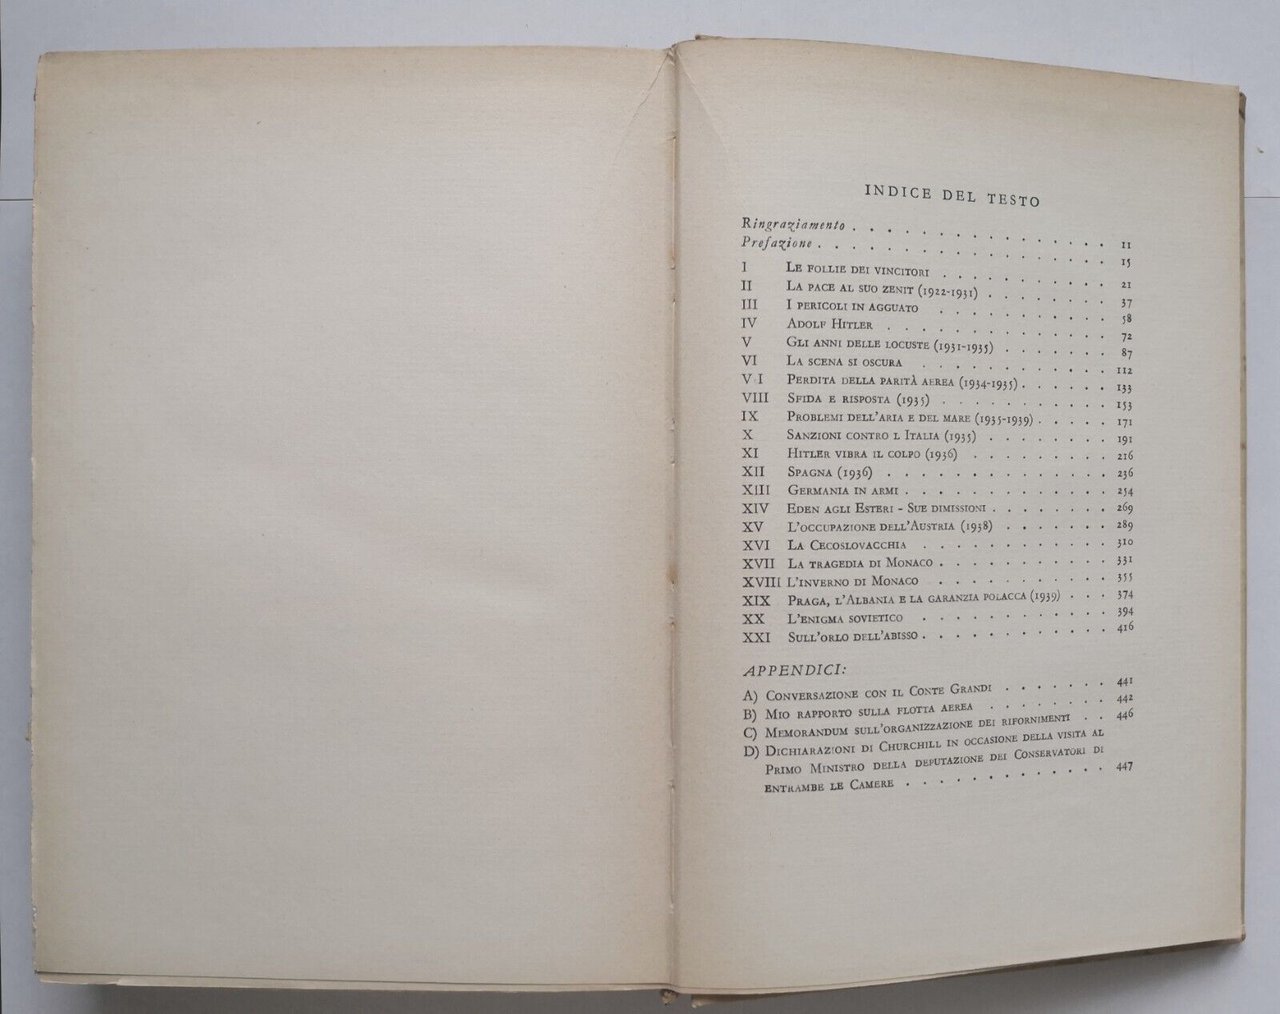 INDICE DEL TESTO
Ringraziamento . . . . . . . . . . . . . . . 11
Prefazione . . . . . . . . . . . . . . . . . 15
I LE FOLLIE DEI VINCITORI . . . . . . . . . 21
II LA PACE AL SUO ZENIT (1922-1931) . . . . . . 37
III I PERICOLI IN AGGUATO . . . . . . . . . 58
IV ADOLF HITLER . . . . . . . . . . . . 72
V GLI ANNI DELLE LOCUSTE (1931-1935) . . . . . . 87
VI LA SCENA SI OSCURA . . . . . . . . . . 112
V I PERDITA DELLA PARITÀ AEREA (1934-1935) . . . . . 133
VIII SFIDA E RISPOSTA (1935) . . . . . . . . . 153
IX PROBLEMI DELL'ARIA E DEL MARE (1935-1939) . . . . 171
X SANZIONI CONTRO L ITALIA (1935) . . . . . . 191
XI HITLER VIBRA IL COLPO (1936) . . . . . . . 216
XII SPAGNA (1936) . . . . . . . . . . . . 236
XIII GERMANIA IN ARMI . . . . . . . . . . . 254
XIV EDEN AGLI ESTERI - SUE DIMISSIONI . . . . . . 269
XV L'OCCUPAZIONE DELL'AUSTRIA (1938) . . . . . . 289
XVI LA CECOSLOVACCHIA . . . . . . . . . . 310
XVII LA TRAGEDIA DI MONACO . . . . . . . . . 331
XVIII L'INVERNO DI MONACO . . . . . . . . . 355
XIX PRAGA, L'ALBANIA E LA GARANZIA POLACCA (1939) . . . 374
XX L'ENIGMA SOVIETICO . . . . . . . . . . 394
XXI SULL'ORLO DELL'ABISSO . . . . . . . . . . 416
APPENDICI:
A) CONVERSAZIONE CON IL CONTE GRANDI . . . . . . 441
B) MIO RAPPORTO SULLA FLOTTA AEREA . . . . . . . 442
C) MEMORANDUM SULL'ORGANIZZAZIONE DEI RIFORNIMENTI . . 446
D) DICHIARAZIONI DI CHURCHILL IN OCCASIONE DELLA VISITA AL
PRIMO MINISTRO DELLA DEPUTAZIONE DEI CONSERVATORI DI
ENTRAMBE LE CAMERE . . . . . . . . . . . 447